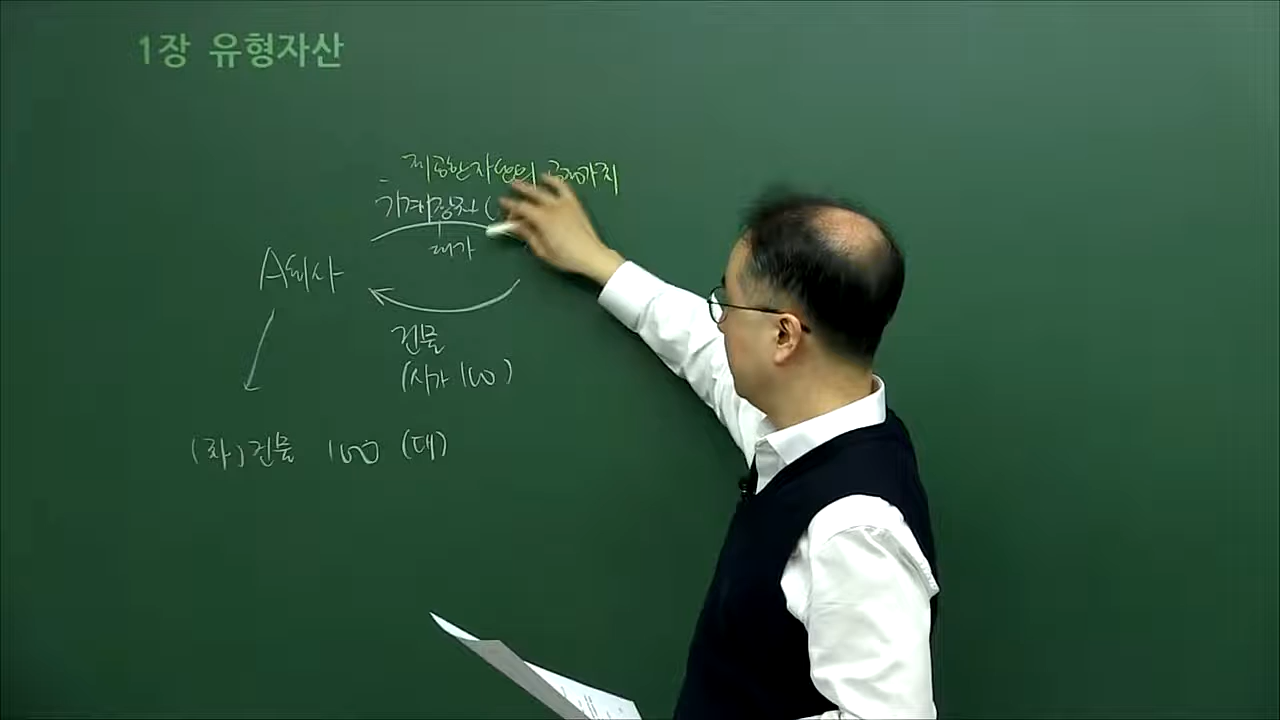 1장 유형자산
제공한 자산의 공정가치
기계장치 (
대가
A회사
건물
(시가 100)
(차) 건물 100 (대)